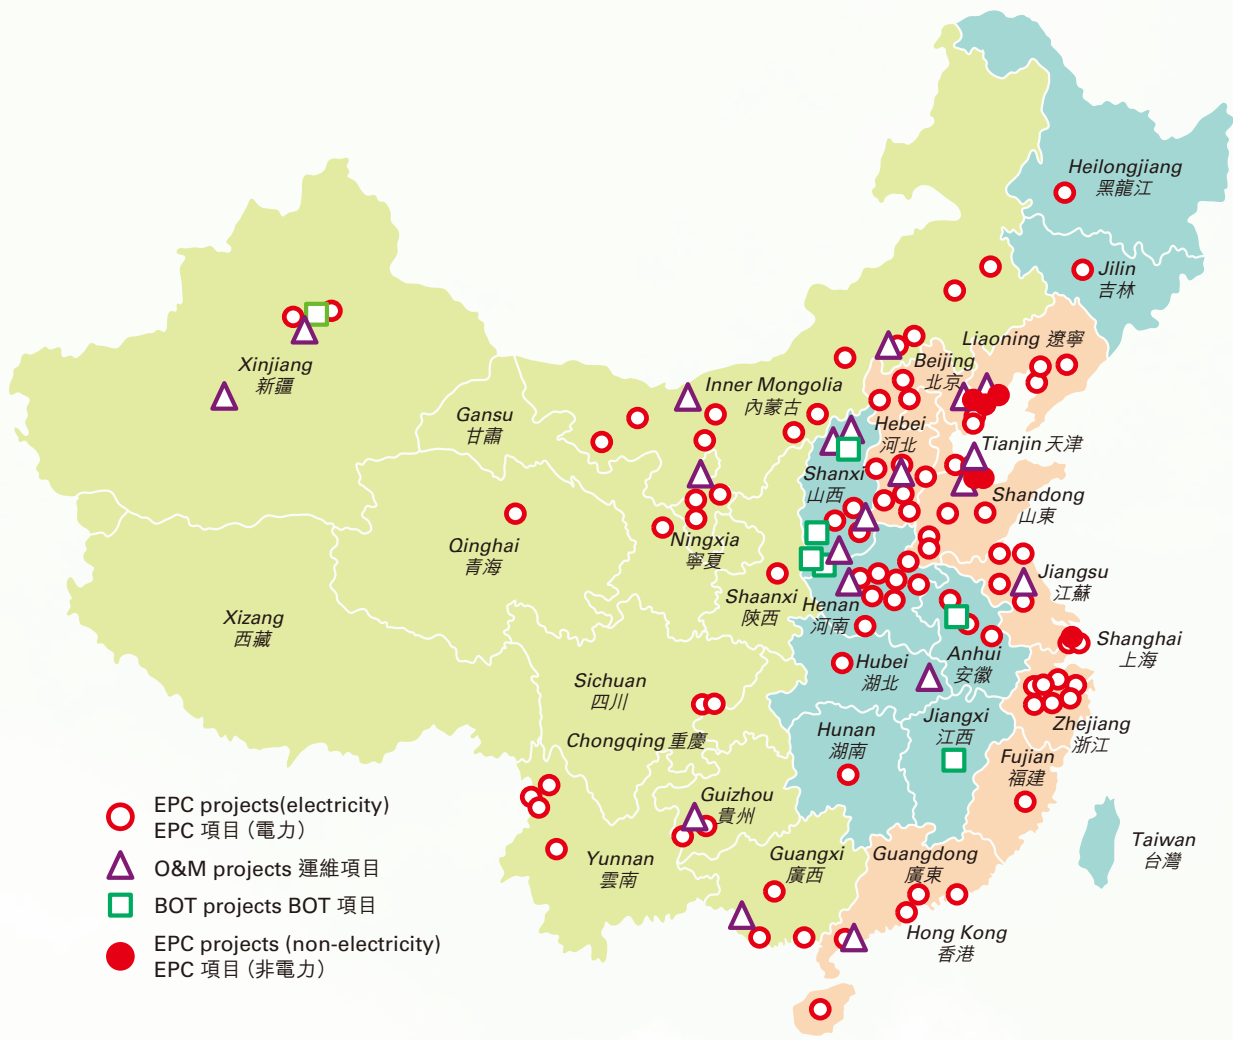 Heilongjiang
黑龍江
Jilin
吉林
Liaoning 遼寧
Beijing
北京
Xinjiang
新疆
Inner Mongolia
內蒙古
Gansu
甘肅
Hebei
河北
Tianjin 天津
Shanxi
山西
Shandong
山東
Ningxia
寧夏
Qinghai
青海
Jiangsu
江蘇
Shaanxi
陝西
Henan
河南
Xizang
西藏
Shanghai
上海
Anhui
安徽
Hubei
湖北
Sichuan
四川
Jiangxi
江西
Zhejiang
浙江
Hunan
湖南
Chongqing 重慶
Fujian
福建
Guizhou
貴州
Taiwan
台灣
Yunnan
雲南
Guangxi
廣西
Guangdong
廣東
Hong Kong
香港
EPC projects(electricity)
EPC 項目（電力）
O&M projects 運維項目
BOT projects BOT 項目
EPC projects (non-electricity)
EPC 項目（非電力）